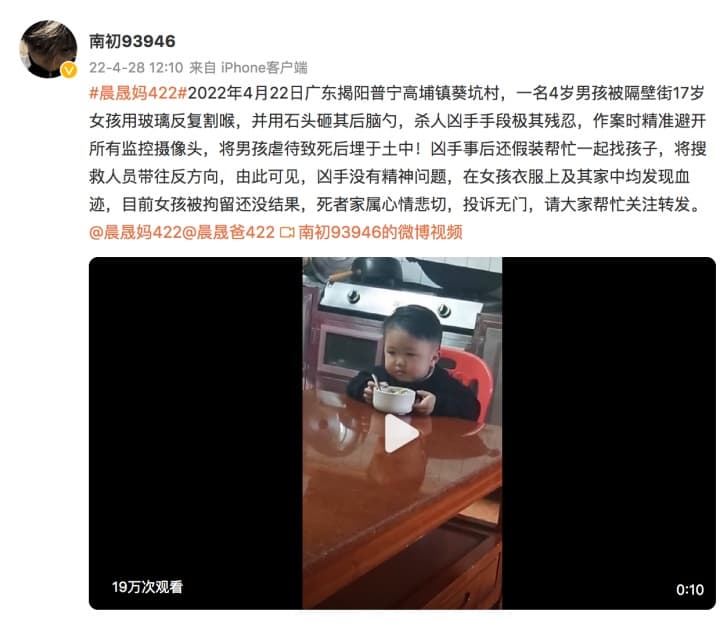 南初93946
22-4-28 12:10 来自 iPhone客户端
#晨晟妈422#2022年4月22日广东揭阳普宁高埔镇葵坑村，一名4岁男孩被隔壁街17岁
女孩用玻璃反复割喉，并用石头砸其后脑勺，杀人凶手手段极其残忍，作案时精准避开
所有监控摄像头，将男孩虐待致死后埋于土中！凶手事后还假装帮忙一起找孩子，将搜
救人员带往反方向，由此可见，凶手没有精神问题，在女孩衣服上及其家中均发现血
迹，目前女孩被拘留还没结果，死者家属心情悲切，投诉无门，请大家帮忙关注转发。
@晨晟妈422@晨晟爸422 南初93946的微博视频
19万次观看
0:10